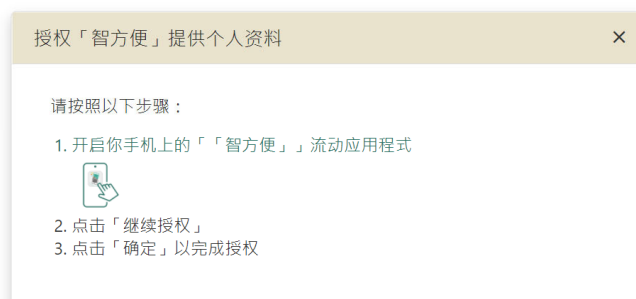 授权「智方便」提供个人资料
请按照以下步骤：
1. 开启你手机上的「「智方便」」流动应用程式
2. 点击「继续授权」
3. 点击「确定」以完成授权